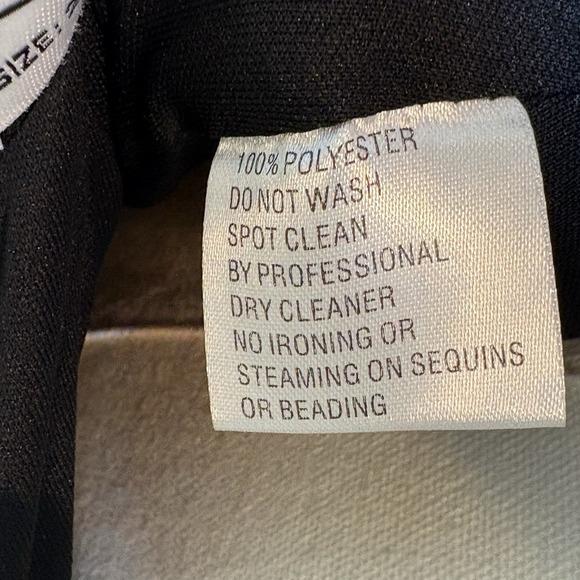 SIZE:
100% POLYESTER
DO NOT WASH
SPOT CLEAN
BY PROFESSIONAL
DRY CLEANER
NO IRONING OR
STEAMING ON SEQUINS
OR BEADING